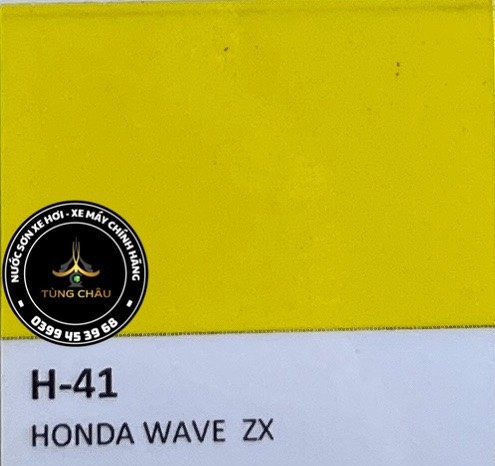 NƯỚC SƠN XE HƠI - XE MÁY CHÍNH HÃNG
TÙNG CHÂU
0399 45 39 68
H-41
HONDA WAVE ZX